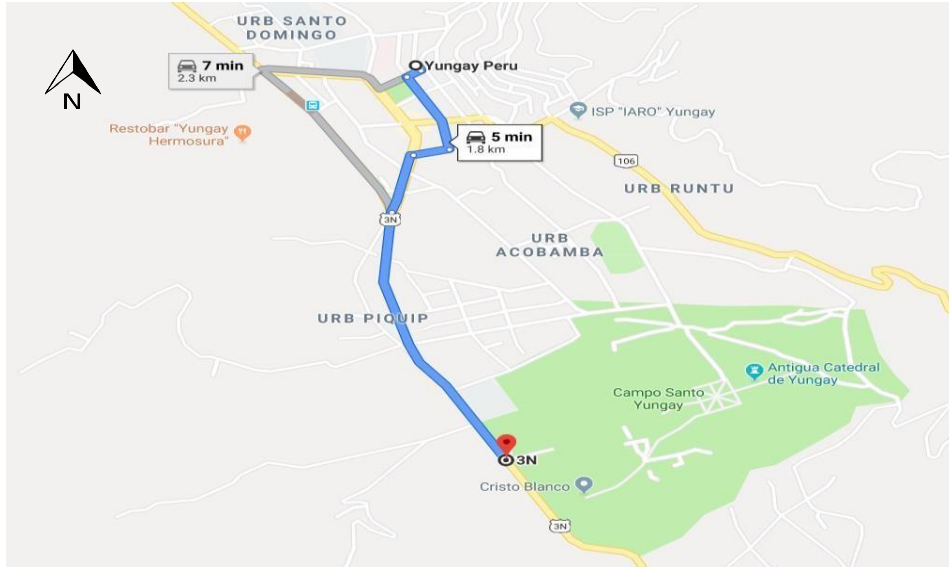 URB SANTO
DOMINGO
7 min
2.3 km
Yungay Peru
N
Restobar "Yungay
Hermosura"
ISP "IARO" Yungay
5 min
1.8 km
106
URB RUNTU
3N
URB
ACOBAMBA
URB PIQUIP
Antigua Catedral
de Yungay
Campo Santo
Yungay
3N
Cristo Blanco
3N